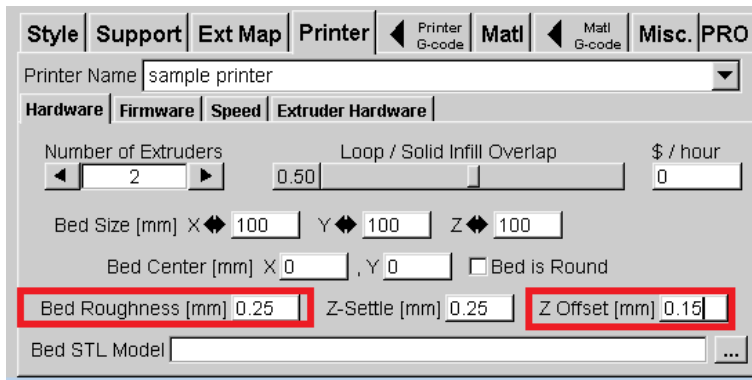 Style Support Ext Map Printer Printer G-code Matl Matl G-code Misc. PRO
Printer Name sample printer
Hardware Firmware Speed Extruder Hardware
Number of Extruders Loop / Solid Infill Overlap $ / hour
2 0.50 0
Bed Size [mm] X 100 Y 100 Z 100
Bed Center [mm] X 0 , Y 0 Bed is Round
Bed Roughness [mm] 0.25 Z-Settle [mm] 0.25 Z Offset [mm] 0.15
Bed STL Model ...